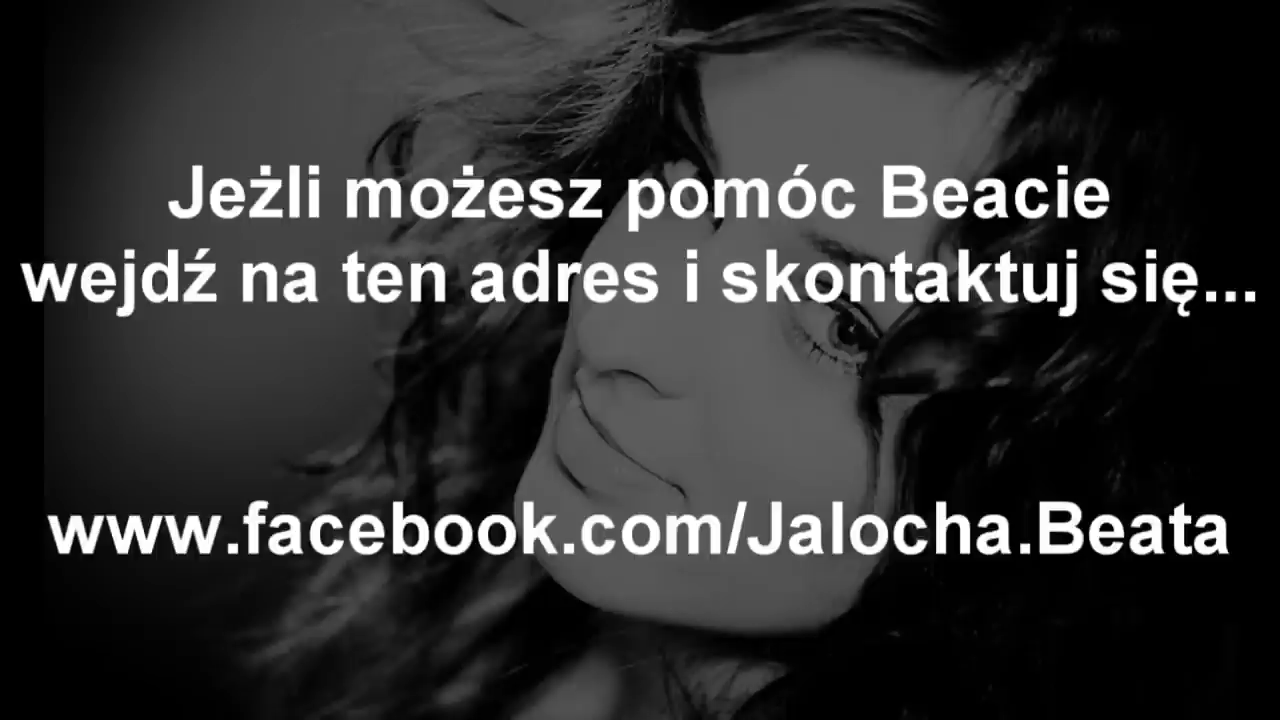 Jeżli możesz pomóc Beacie
wejdź na ten adres i skontaktuj się...
www.facebook.com/Jalocha.Beata